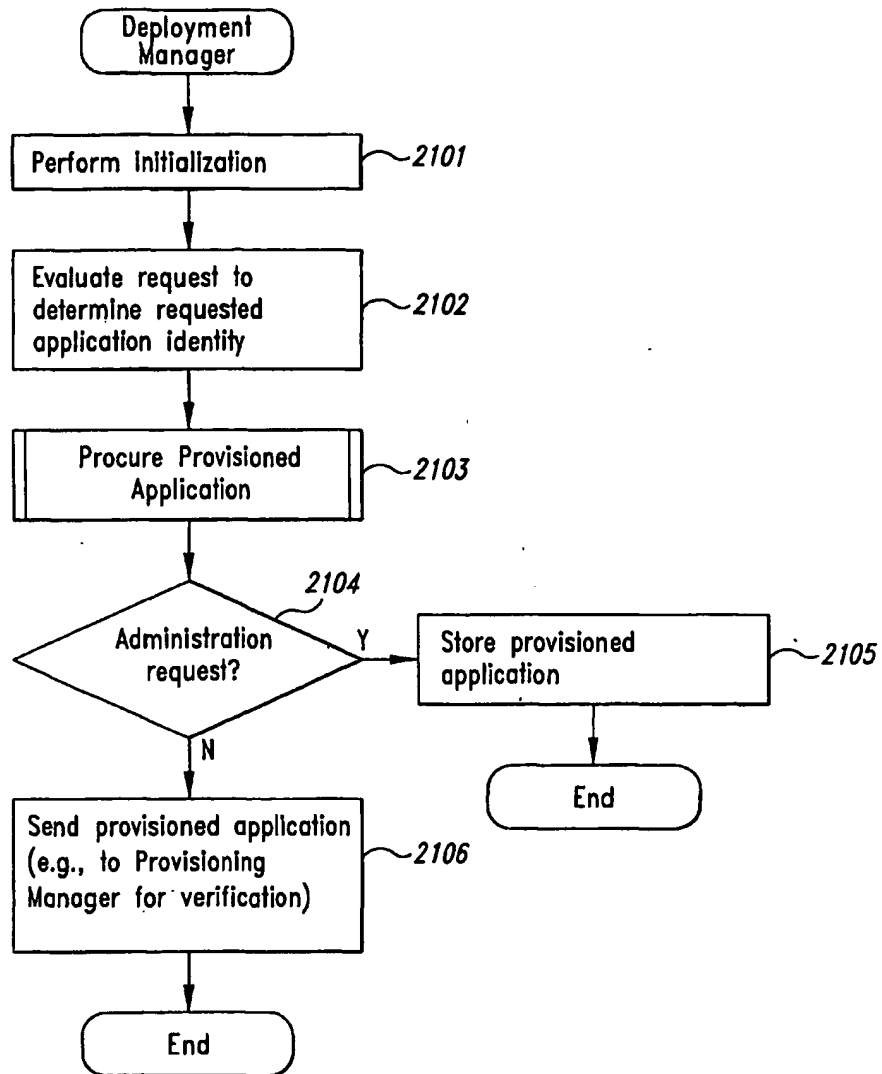 Deployment
Manager
Perform initialization
2101
Evaluate request to
determine requested
application identity
2102
Procure Provisioned
Application
2103
2104
Administration
request?
Y
N
Store provisioned
application
2105
End
Send provisioned application
(e.g., to Provisioning
Manager for verification)
2106
End